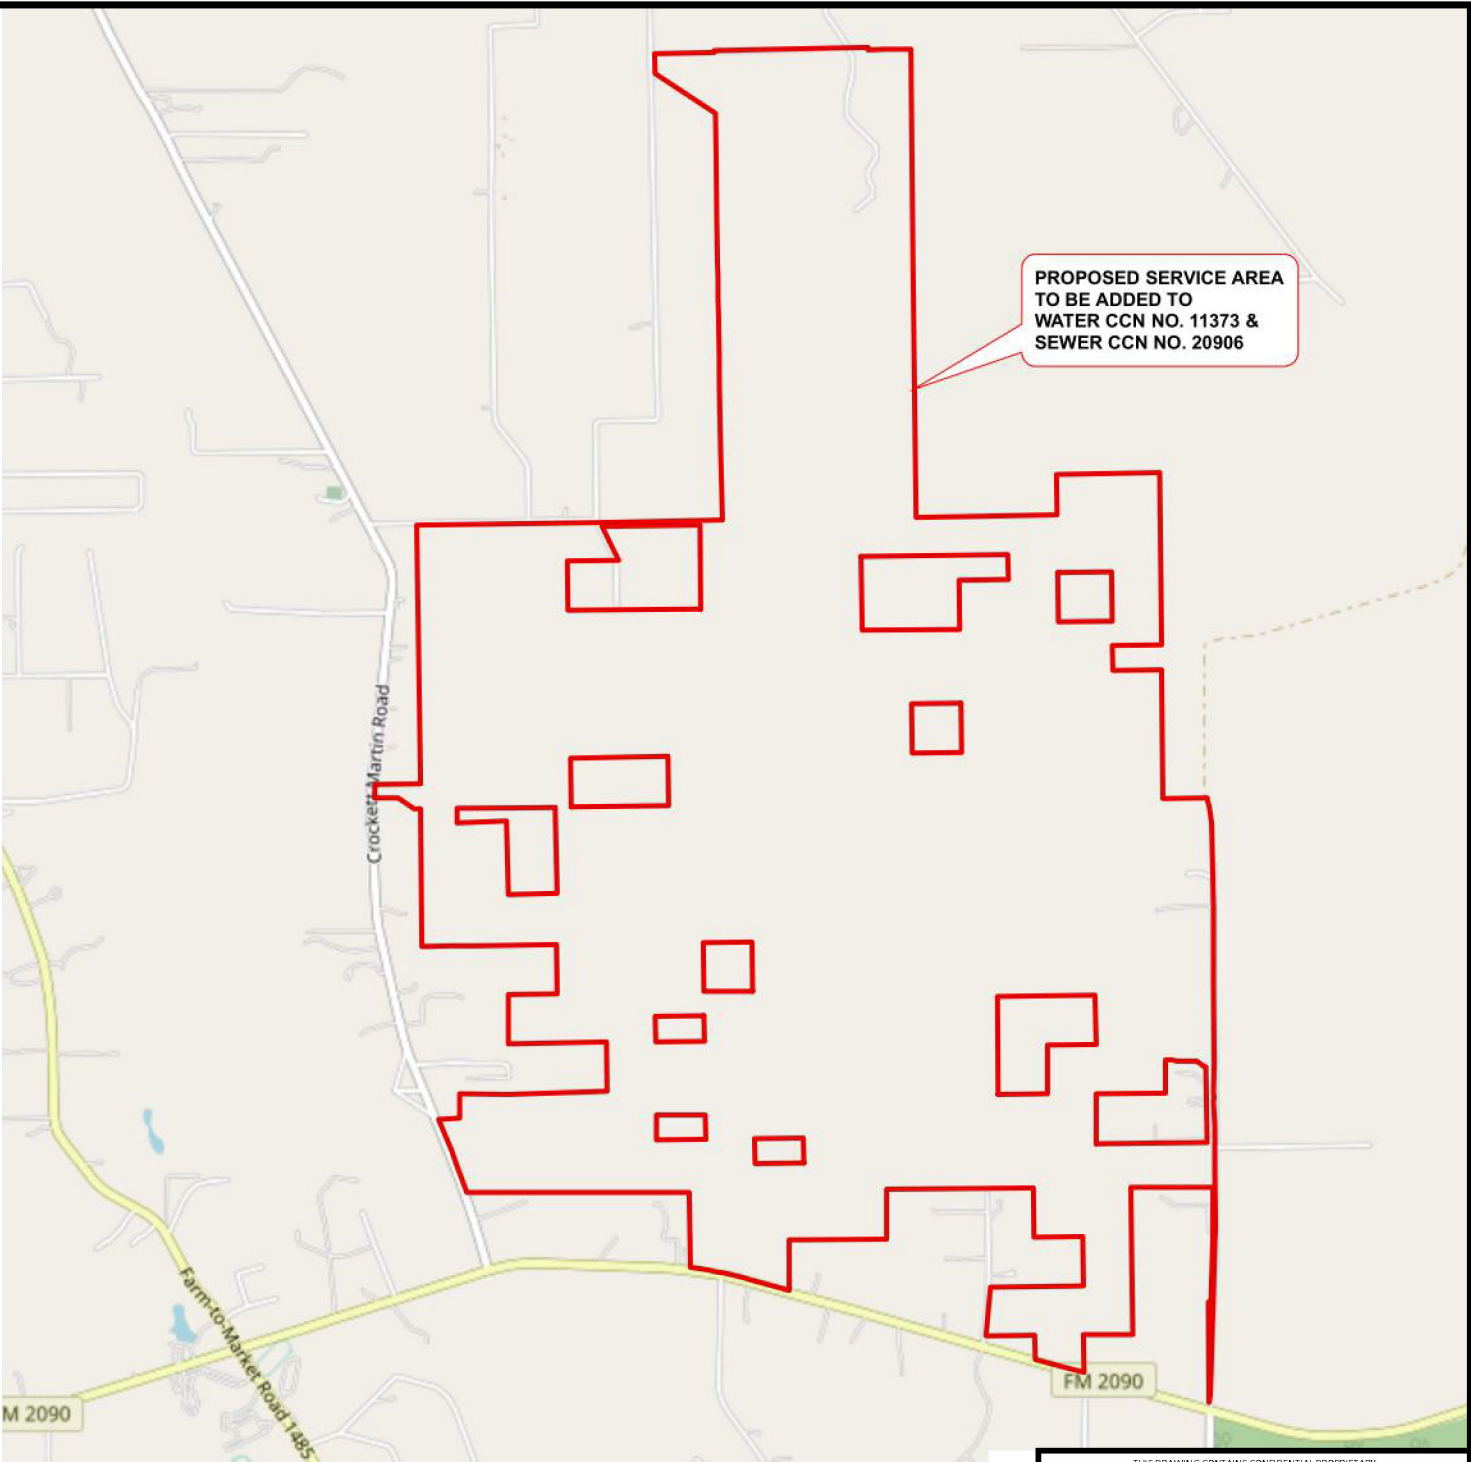 PROPOSED SERVICE AREA
TO BE ADDED TO
WATER CCN NO. 11373 &
SEWER CCN NO. 20906
Crockett Martin Road
Farm-to-Market Road 1485
M 2090
FM 2090